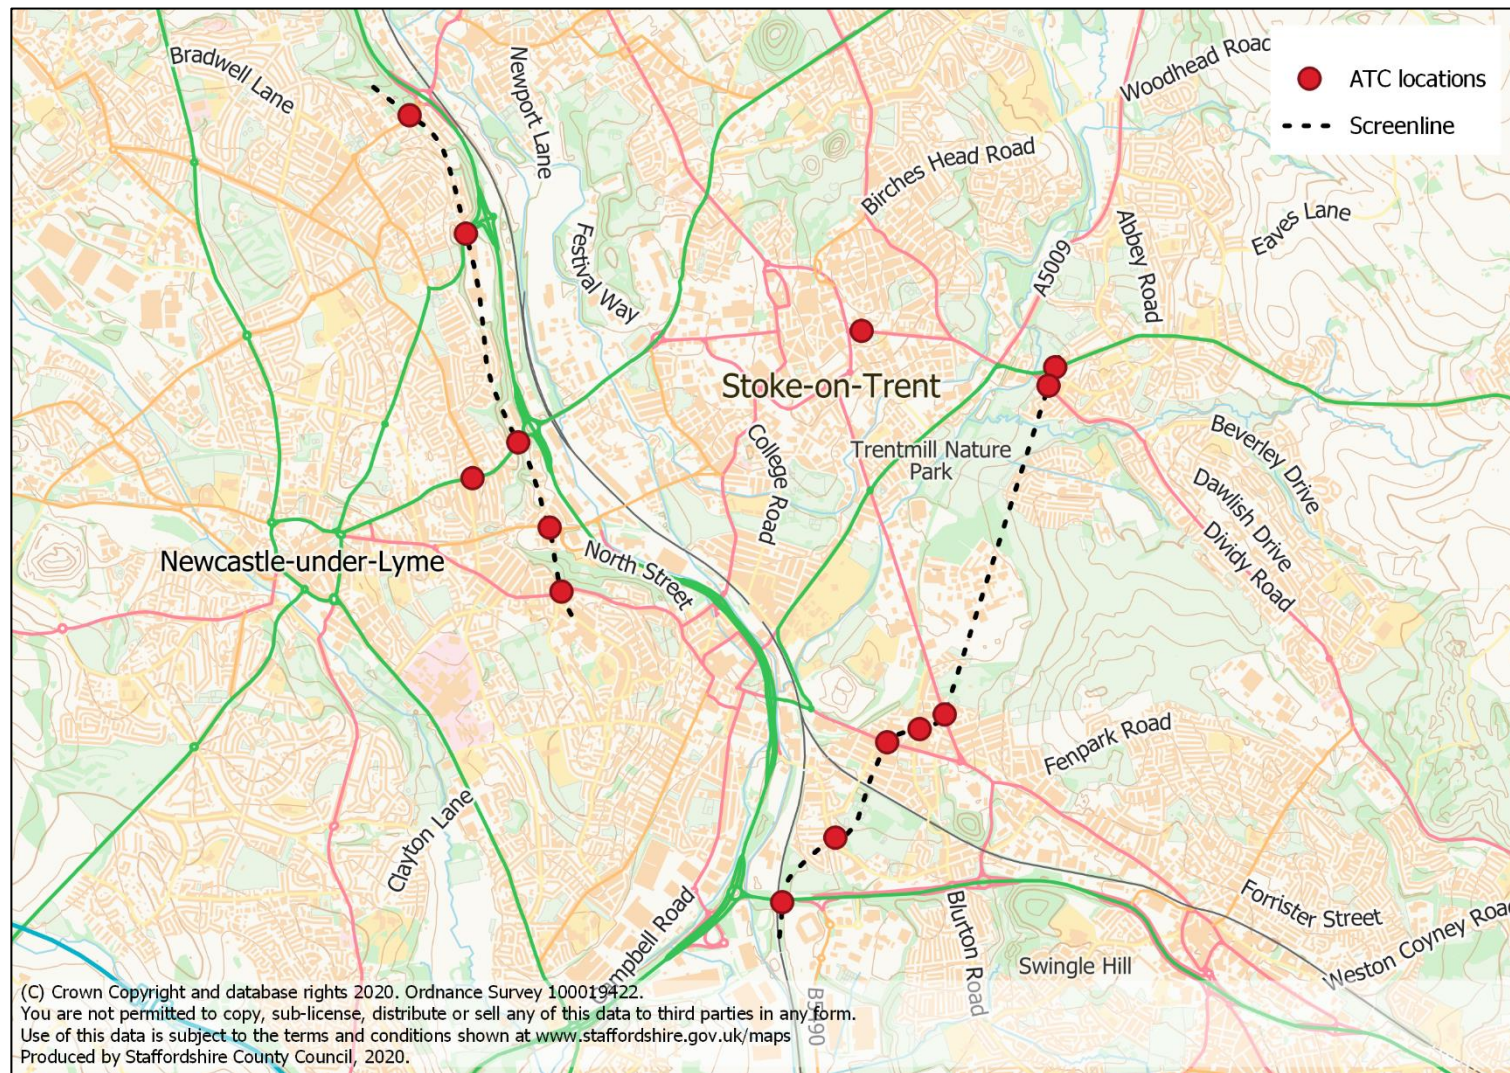 Bradwell Lane
Newport Lane
Woodhead Road
ATC locations
Screenline
Birches Head Road
Festival Way
A5009
Abbey Road
Eaves Lane
Stoke-on-Trent
College Road
Trentmill Nature
Park
Beverley Drive
Dawlish Drive
Dividy Road
Newcastle-under-Lyme
North Street
Fenpark Road
Clayton Lane
Campbell Road
Blurton Road
Forrister Street
Weston Coyney Road
Swingle Hill
(C) Crown Copyright and database rights 2020. Ordnance Survey 100019422.
You are not permitted to copy, sub-license, distribute or sell any of this data to third parties in any form.
Use of this data is subject to the terms and conditions shown at www.staffordshire.gov.uk/maps
Produced by Staffordshire County Council, 2020.